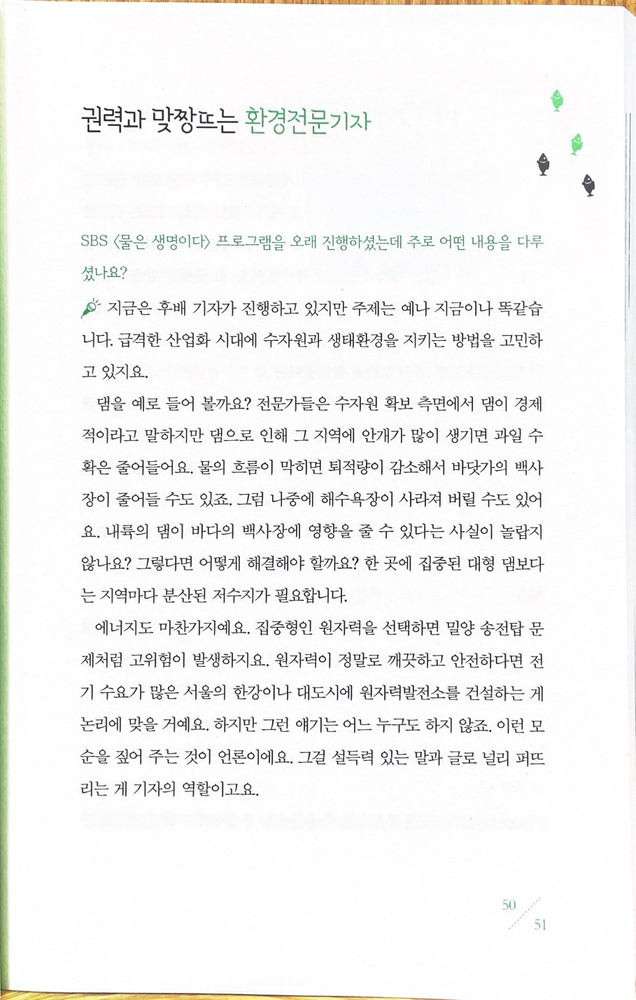 권력과 맞짱뜨는 환경전문기자
SBS 〈물은 생명이다〉 프로그램을 오래 진행하셨는데 주로 어떤 내용을 다루
셨나요?
지금은 후배 기자가 진행하고 있지만 주제는 예나 지금이나 똑같습
니다. 급격한 산업화 시대에 수자원과 생태환경을 지키는 방법을 고민하
고 있지요.
댐을 예로 들어 볼까요? 전문가들은 수자원 확보 측면에서 댐이 경제
적이라고 말하지만 댐으로 인해 그 지역에 안개가 많이 생기면 과일 수
확은 줄어들어요. 물의 흐름이 막히면 퇴적량이 감소해서 바닷가의 백사
장이 줄어들 수도 있죠. 그럼 나중에 해수욕장이 사라져 버릴 수도 있어
요. 내륙의 댐이 바다의 백사장에 영향을 줄 수 있다는 사실이 놀랍지
않나요? 그렇다면 어떻게 해결해야 할까요? 한 곳에 집중된 대형 댐보다
는 지역마다 분산된 저수지가 필요합니다.
에너지도 마찬가지예요. 집중형인 원자력을 선택하면 밀양 송전탑 문
제처럼 고위험이 발생하지요. 원자력이 정말로 깨끗하고 안전하다면 전
기 수요가 많은 서울의 한강이나 대도시에 원자력발전소를 건설하는 게
논리에 맞을 거예요. 하지만 그런 얘기는 어느 누구도 하지 않죠. 이런 모
순을 짚어 주는 것이 언론이에요. 그걸 설득력 있는 말과 글로 널리 퍼뜨
리는 게 기자의 역할이고요.
50
51